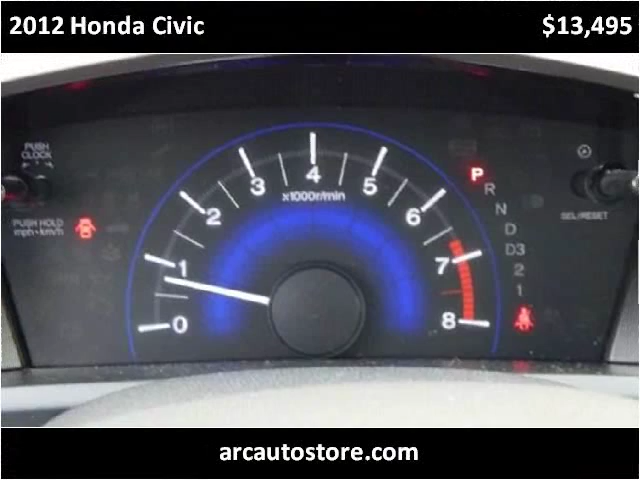 2012 Honda Civic
$13,495
PUSH
CLOCK
PUSH HOLD
mph•km/h
x1000r/min
0
1
2
3
4
5
6
7
8
P
R
N
D
D3
2
1
SEL/RESET
arcautostore.com